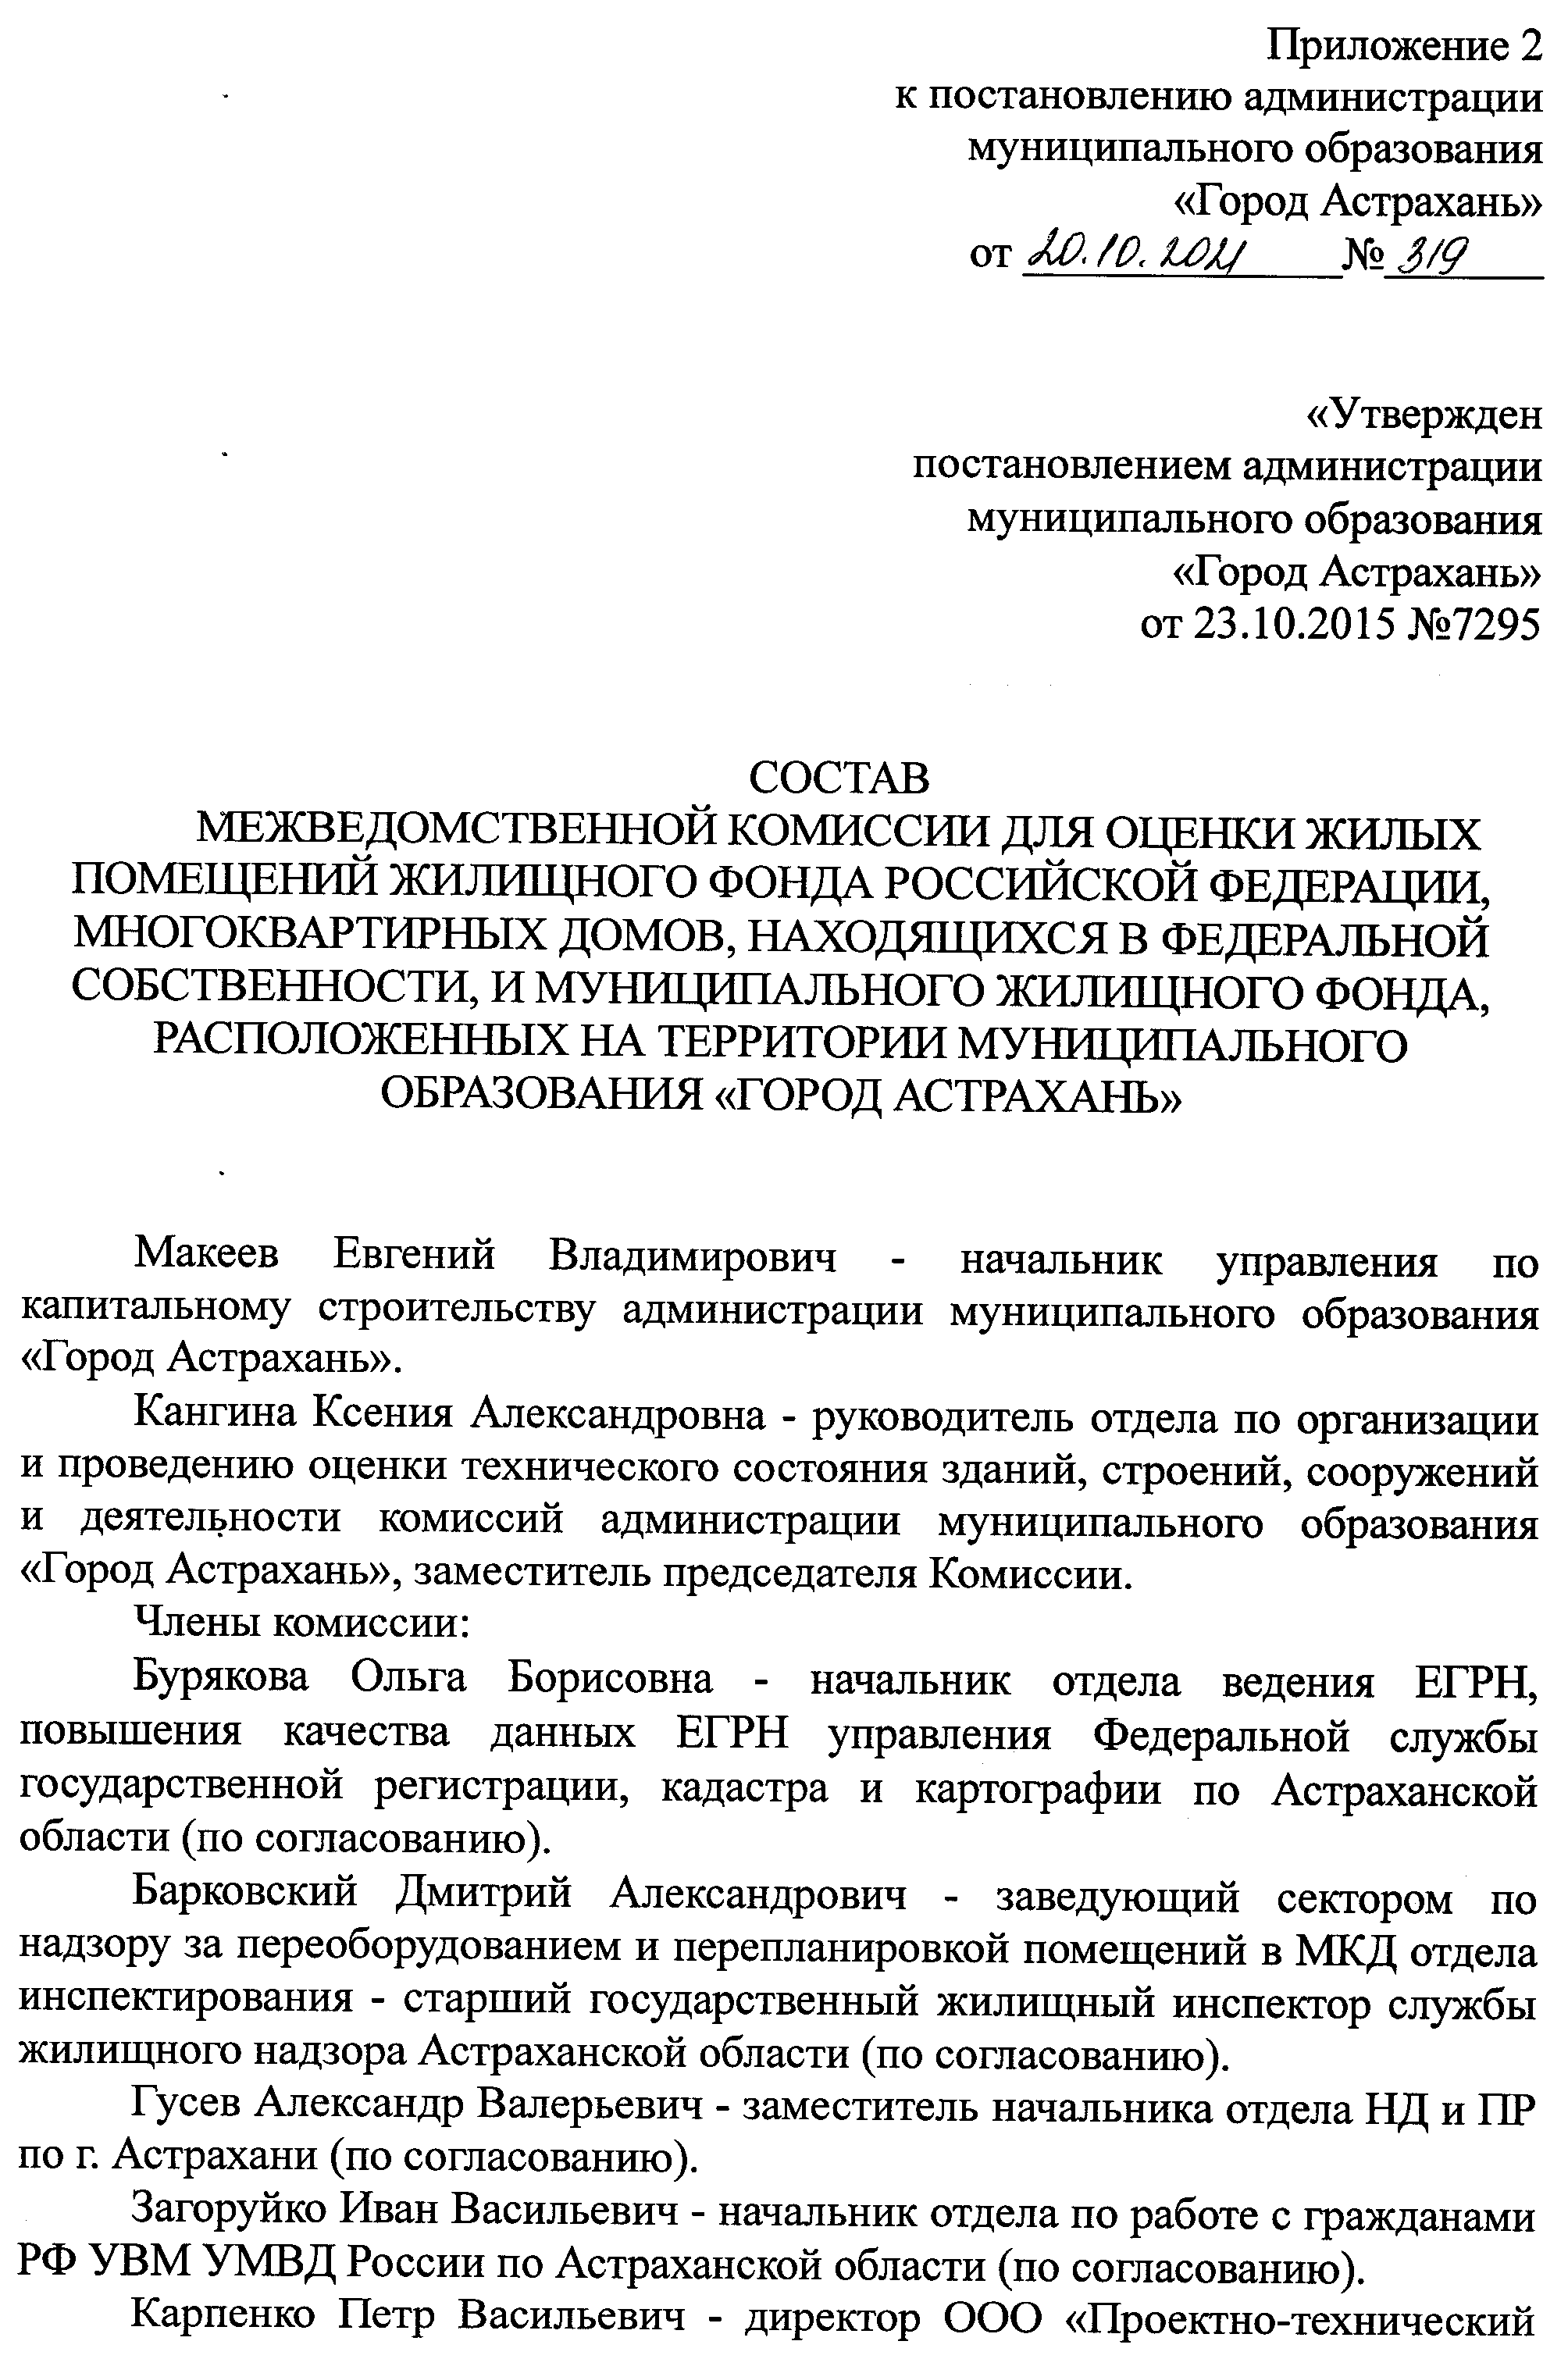 Приложение 2
к постановлению администрации
муниципального образования
«Город Астрахань»
от 20.10.2021 № 319
«Утвержден
постановлением администрации
муниципального образования
«Город Астрахань»
от 23.10.2015 №7295
СОСТАВ
МЕЖВЕДОМСТВЕННОЙ КОМИССИИ ДЛЯ ОЦЕНКИ ЖИЛЫХ
ПОМЕЩЕНИЙ ЖИЛИЩНОГО ФОНДА РОССИЙСКОЙ ФЕДЕРАЦИИ,
МНОГОКВАРТИРНЫХ ДОМОВ, НАХОДЯЩИХСЯ В ФЕДЕРАЛЬНОЙ
СОБСТВЕННОСТИ, И МУНИЦИПАЛЬНОГО ЖИЛИЩНОГО ФОНДА,
РАСПОЛОЖЕННЫХ НА ТЕРРИТОРИИ МУНИЦИПАЛЬНОГО
ОБРАЗОВАНИЯ «ГОРОД АСТРАХАНЬ»
Макеев Евгений Владимирович - начальник управления по
капитальному строительству администрации муниципального образования
«Город Астрахань».
Кангина Ксения Александровна - руководитель отдела по организации
и проведению оценки технического состояния зданий, строений, сооружений
и деятельности комиссий администрации муниципального образования
«Город Астрахань», заместитель председателя Комиссии.
Члены комиссии:
Бурякова Ольга Борисовна - начальник отдела ведения ЕГРН,
повышения качества данных ЕГРН управления Федеральной службы
государственной регистрации, кадастра и картографии по Астраханской
области (по согласованию).
Барковский Дмитрий Александрович - заведующий сектором по
надзору за переоборудованием и перепланировкой помещений в МКД отдела
инспектирования - старший государственный жилищный инспектор службы
жилищного надзора Астраханской области (по согласованию).
Гусев Александр Валерьевич - заместитель начальника отдела НД и ПР
по г. Астрахани (по согласованию).
Загоруйко Иван Васильевич - начальник отдела по работе с гражданами
РФ УВМ УМВД России по Астраханской области (по согласованию).
Карпенко Петр Васильевич - директор ООО «Проектно-технический